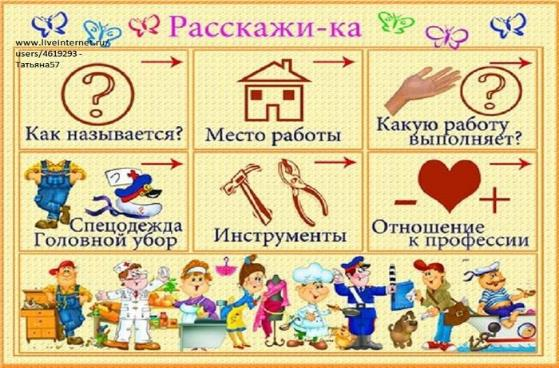 Расскажи-ка
www.liveinternet.ru/
users/4619293 -
Татьяна57
Как называется?
Место работы
Какую работу
выполняет?
Спецодежда
Головной убор
Инструменты
Отношение
к профессии